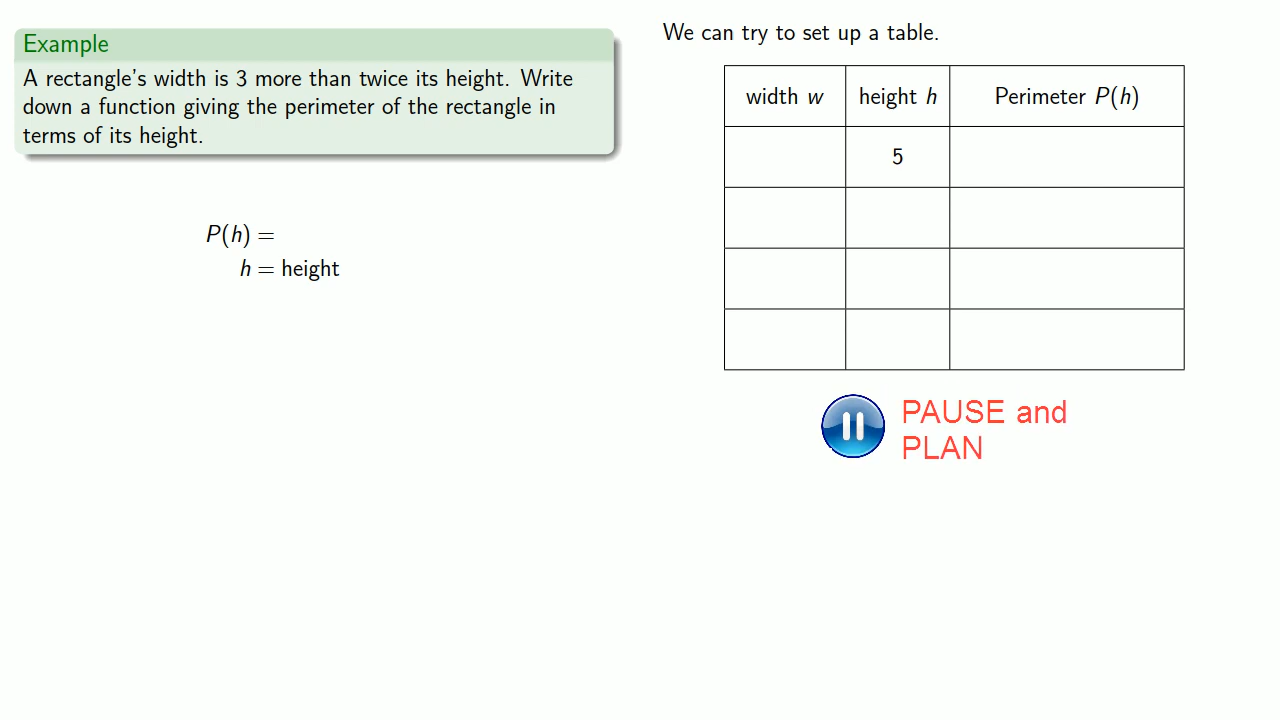 Example
A rectangle's width is 3 more than twice its height. Write
down a function giving the perimeter of the rectangle in
terms of its height.
P(h) =
h = height
We can try to set up a table.
width w height h Perimeter P(h)
5
PAUSE and
PLAN